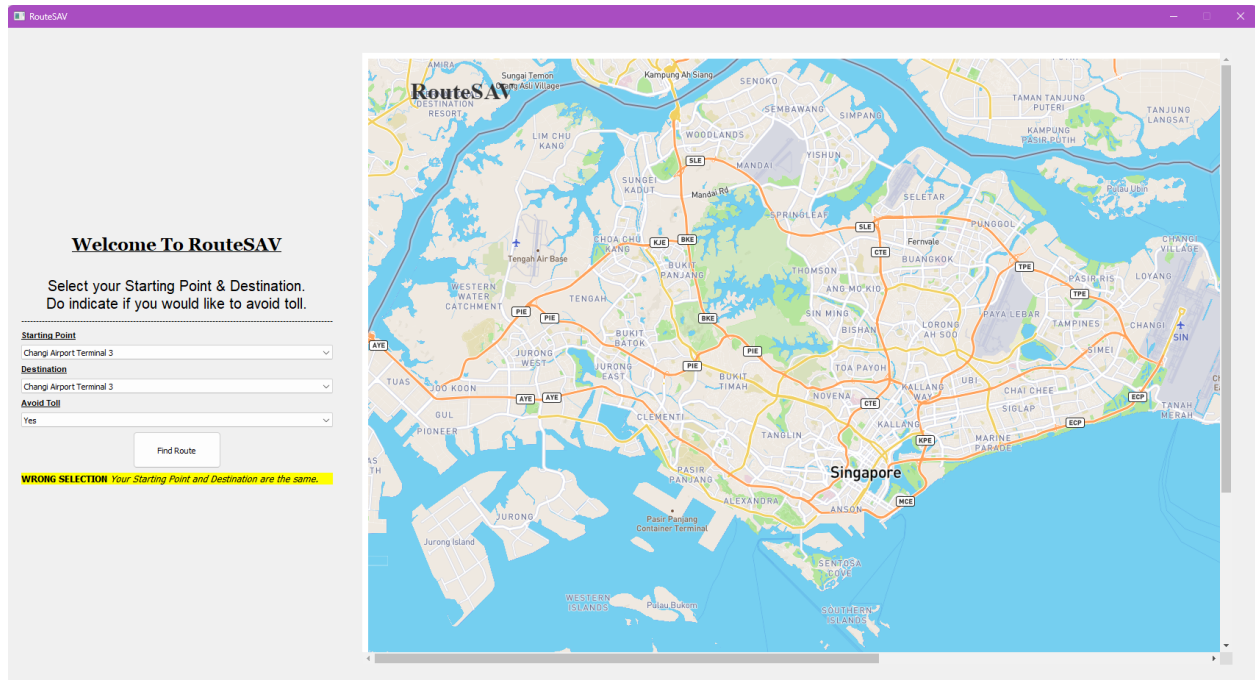 RouteSAV
Welcome To RouteSAV
Select your Starting Point & Destination.
Do indicate if you would like to avoid toll.
Starting Point
Changi Airport Terminal 3
Destination
Changi Airport Terminal 3
Avoid Toll
Yes
Find Route
WRONG SELECTION Your Starting Point and Destination are the same.
RouteSAV
AMIRA
DESTINATION
RESORT
Sungai Temon
Orang Asli Village
Kampung Ah Siang
SENOKO
SEMBAWANG
SIMPANG
TAMAN TANJUNG
PUTERI
TANJUNG
LANGSAT
KAMPUNG
PASIR PUTIH
LIM CHU
KANG
WOODLANDS
SLE
MANDAI
YISHUN
SUNGEI
KADUT
Mandai Rd
SELETAR
Pulau Ubin
SPRINGLEAF
SLE
PUNGGOL
CHOA CHU
KANG
KJE
BKE
Fernvale
CTE
BUANGKOK
CHANGI
VILLAGE
Tengah Air Base
BUKIT
PANJANG
THOMSON
TPE
PASIR RIS
LOYANG
WESTERN
WATER
CATCHMENT
TENGAH
ANG MO KIO
TPE
PIE
PIE
BKE
SIN MING
BISHAN
LORONG
AH SOO
PAYA LEBAR
TAMPINES
CHANGI
SIN
BUKIT
BATOK
AYE
JURONG
WEST
JURONG
EAST
PIE
PIE
SIMEI
TUAS
JOO KOON
BUKIT
TIMAH
TOA PAYOH
KALLANG
WAY
UBI
CHAI CHEE
AYE
AYE
NOVENA
CTE
ECP
TANAH
MERAH
GUL
PIONEER
CLEMENTI
SIGLAP
KALLANG
ECP
TANGLIN
KPE
MARINE
PARADE
PASIR
PANJANG
Singapore
ALEXANDRA
ANSON
MCE
JURONG
Pasir Panjang
Container Terminal
Jurong Island
SENTOSA
COVE
WESTERN
ISLANDS
Pulau Bukom
SOUTHERN
ISLANDS